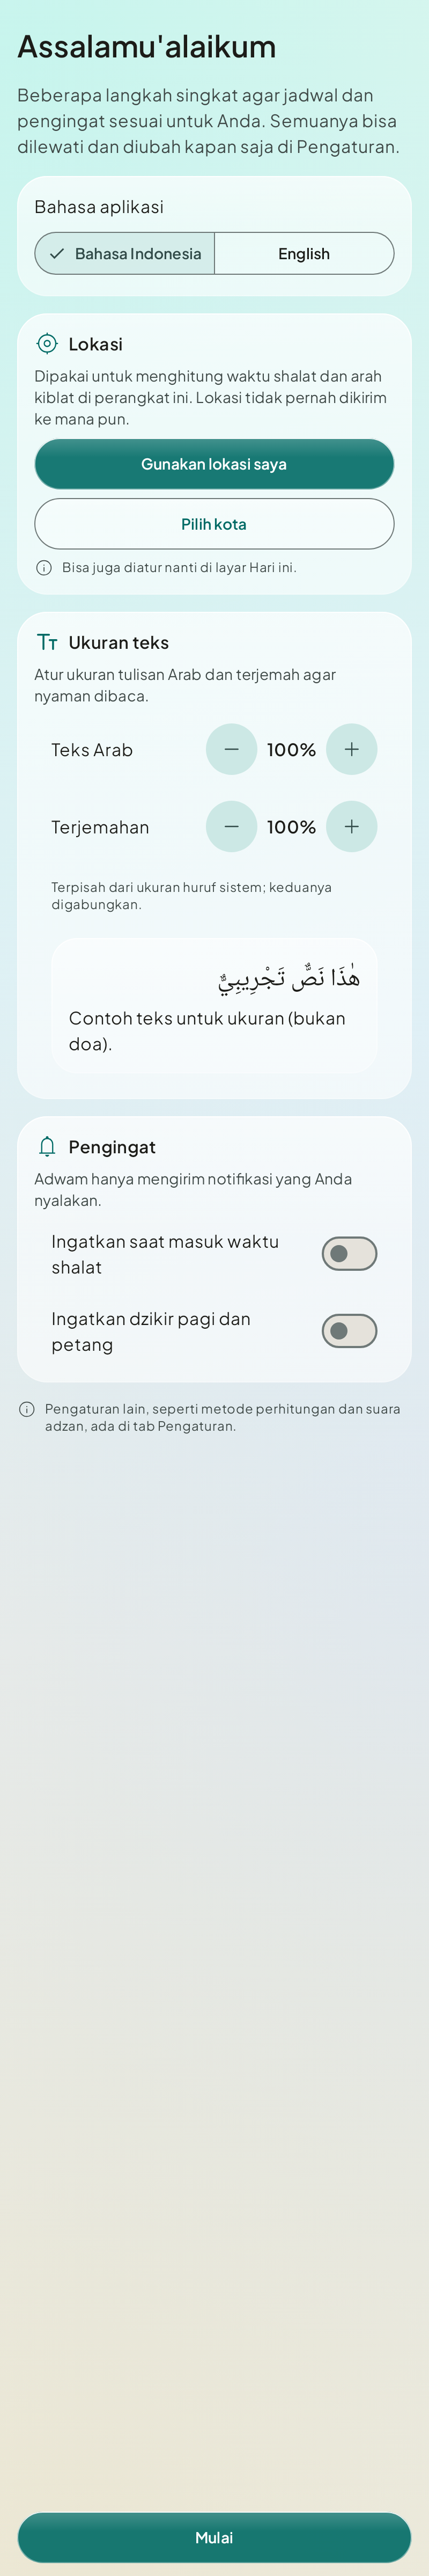 Assalamu'alaikum
Beberapa langkah singkat agar jadwal dan
pengingat sesuai untuk Anda. Semuanya bisa
dilewati dan diubah kapan saja di Pengaturan.
Bahasa aplikasi
Bahasa Indonesia
English
Lokasi
Dipakai untuk menghitung waktu shalat dan arah
kiblat di perangkat ini. Lokasi tidak pernah dikirim
ke mana pun.
Gunakan lokasi saya
Pilih kota
Bisa juga diatur nanti di layar Hari ini.
Ukuran teks
Atur ukuran tulisan Arab dan terjemah agar
nyaman dibaca.
Teks Arab
− 100% +
Terjemahan
− 100% +
Terpisah dari ukuran huruf sistem; keduanya
digabungkan.
هٰذَا نَصٌّ تَجْرِيبِيٌّ
Contoh teks untuk ukuran (bukan
doa).
Pengingat
Adwam hanya mengirim notifikasi yang Anda
nyalakan.
Ingatkan saat masuk waktu
shalat
Ingatkan dzikir pagi dan
petang
Pengaturan lain, seperti metode perhitungan dan suara
adzan, ada di tab Pengaturan.
Mulai